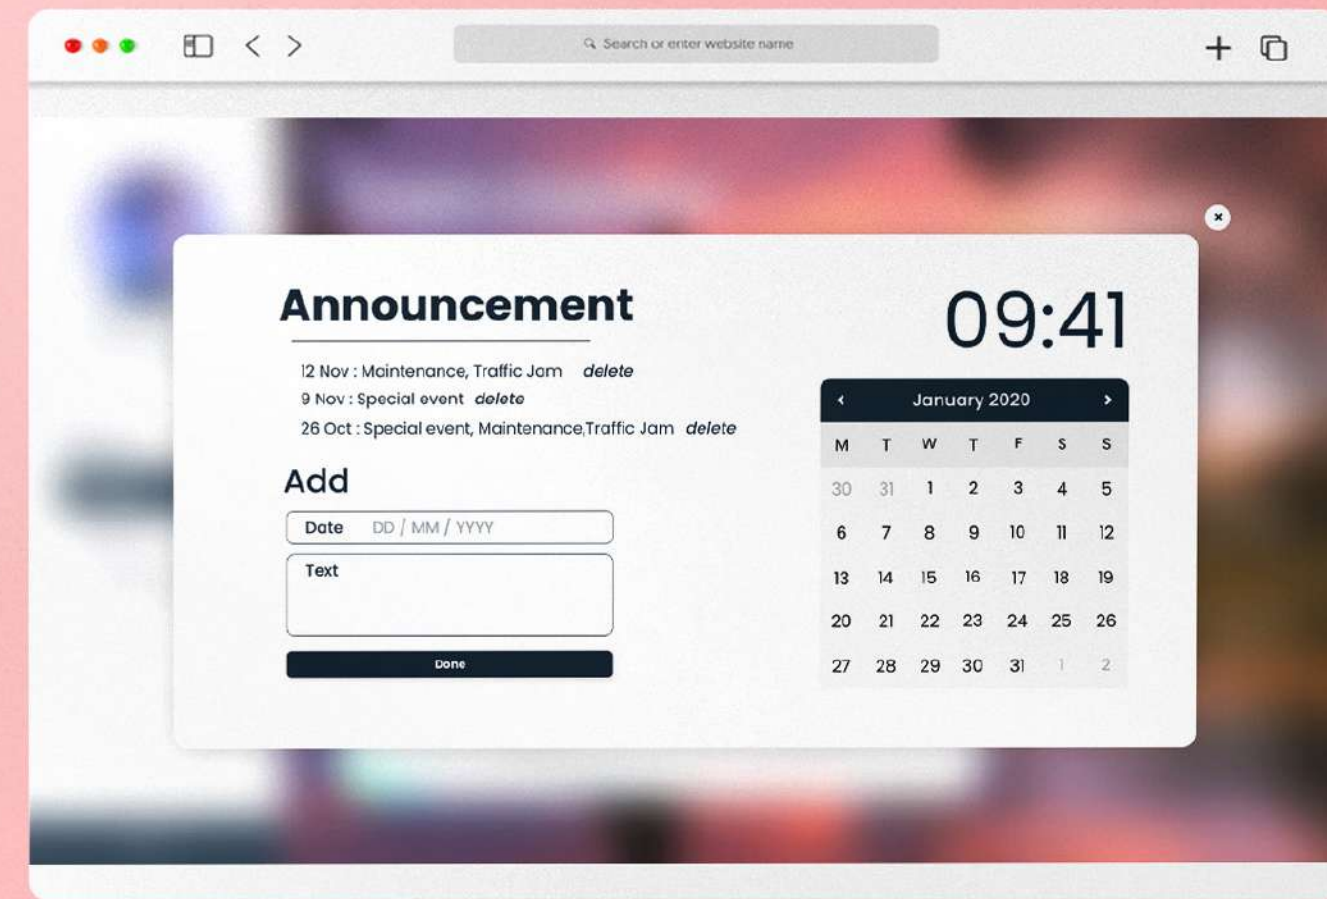 Search or enter website name
Announcement
12 Nov : Maintenance, Traffic Jam delete
9 Nov : Special event delete
26 Oct : Special event, Maintenance,Traffic Jam delete
Add
Date DD / MM / YYYY
Text
Done
09:41
January 2020
M T W T F S S
30 31 1 2 3 4 5
6 7 8 9 10 11 12
13 14 15 16 17 18 19
20 21 22 23 24 25 26
27 28 29 30 31 1 2